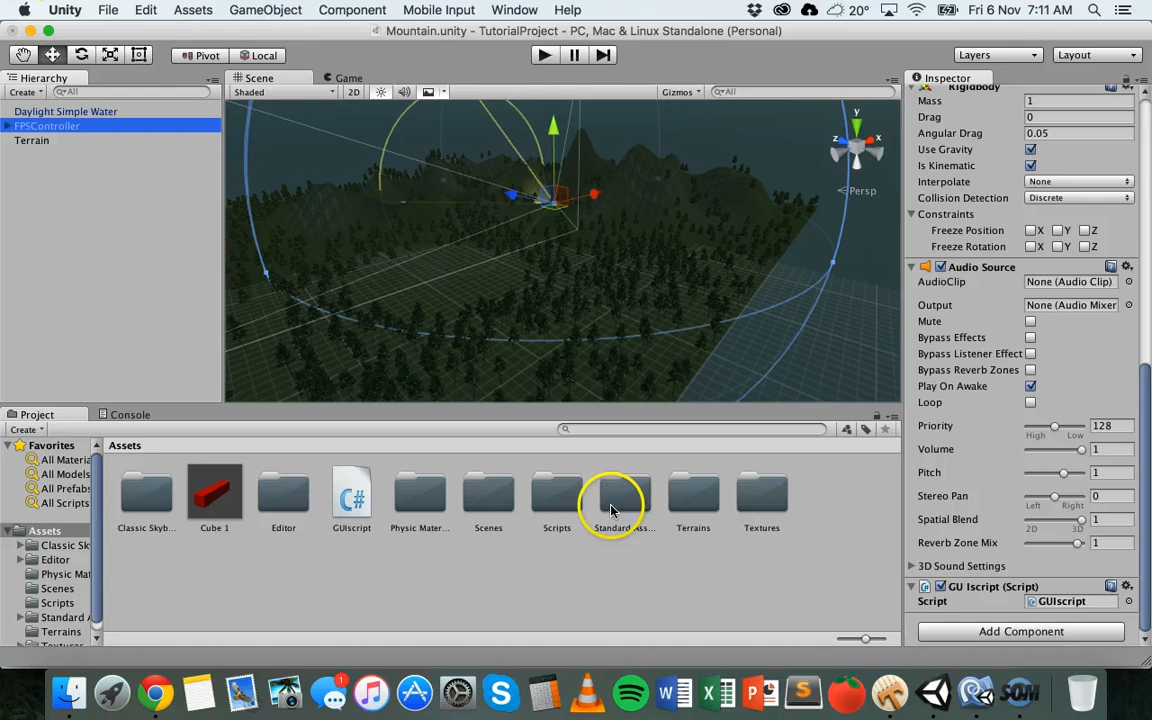 Unity File Edit Assets GameObject Component Mobile Input Window Help 20° Fri 6 Nov 7:11 AM
Mountain.unity - TutorialProject - PC, Mac & Linux Standalone (Personal)
Pivot Local Layers Layout
Hierarchy
Create All
Daylight Simple Water
FPSController
Terrain
Scene Game
Shaded 2D Gizmos All
y
z x
Persp
Inspector
Rigidbody
Mass 1
Drag 0
Angular Drag 0.05
Use Gravity
Is Kinematic
Interpolate None
Collision Detection Discrete
Constraints
Freeze Position X Y Z
Freeze Rotation X Y Z
Audio Source
AudioClip None (Audio Clip)
Output None (Audio Mixer
Mute
Bypass Effects
Bypass Listener Effect
Bypass Reverb Zones
Play On Awake
Loop
Priority 128
High Low
Volume 1
Pitch 1
Stereo Pan 0
Left Right
Spatial Blend 1
2D 3D
Reverb Zone Mix 1
3D Sound Settings
GU Iscript (Script)
Script GUIscript
Add Component
Project Console
Create
Favorites
All Materia
All Models
All Prefabs
All Scripts
Assets
Classic Sk
Editor
Physic Mat
Scenes
Scripts
Standard A
Terrains
Textures
Assets
C#
Classic Skyb... Cube 1 Editor GUIscript Physic Mater... Scenes Scripts Standard Ass... Terrains Textures
1
W X P S SOM